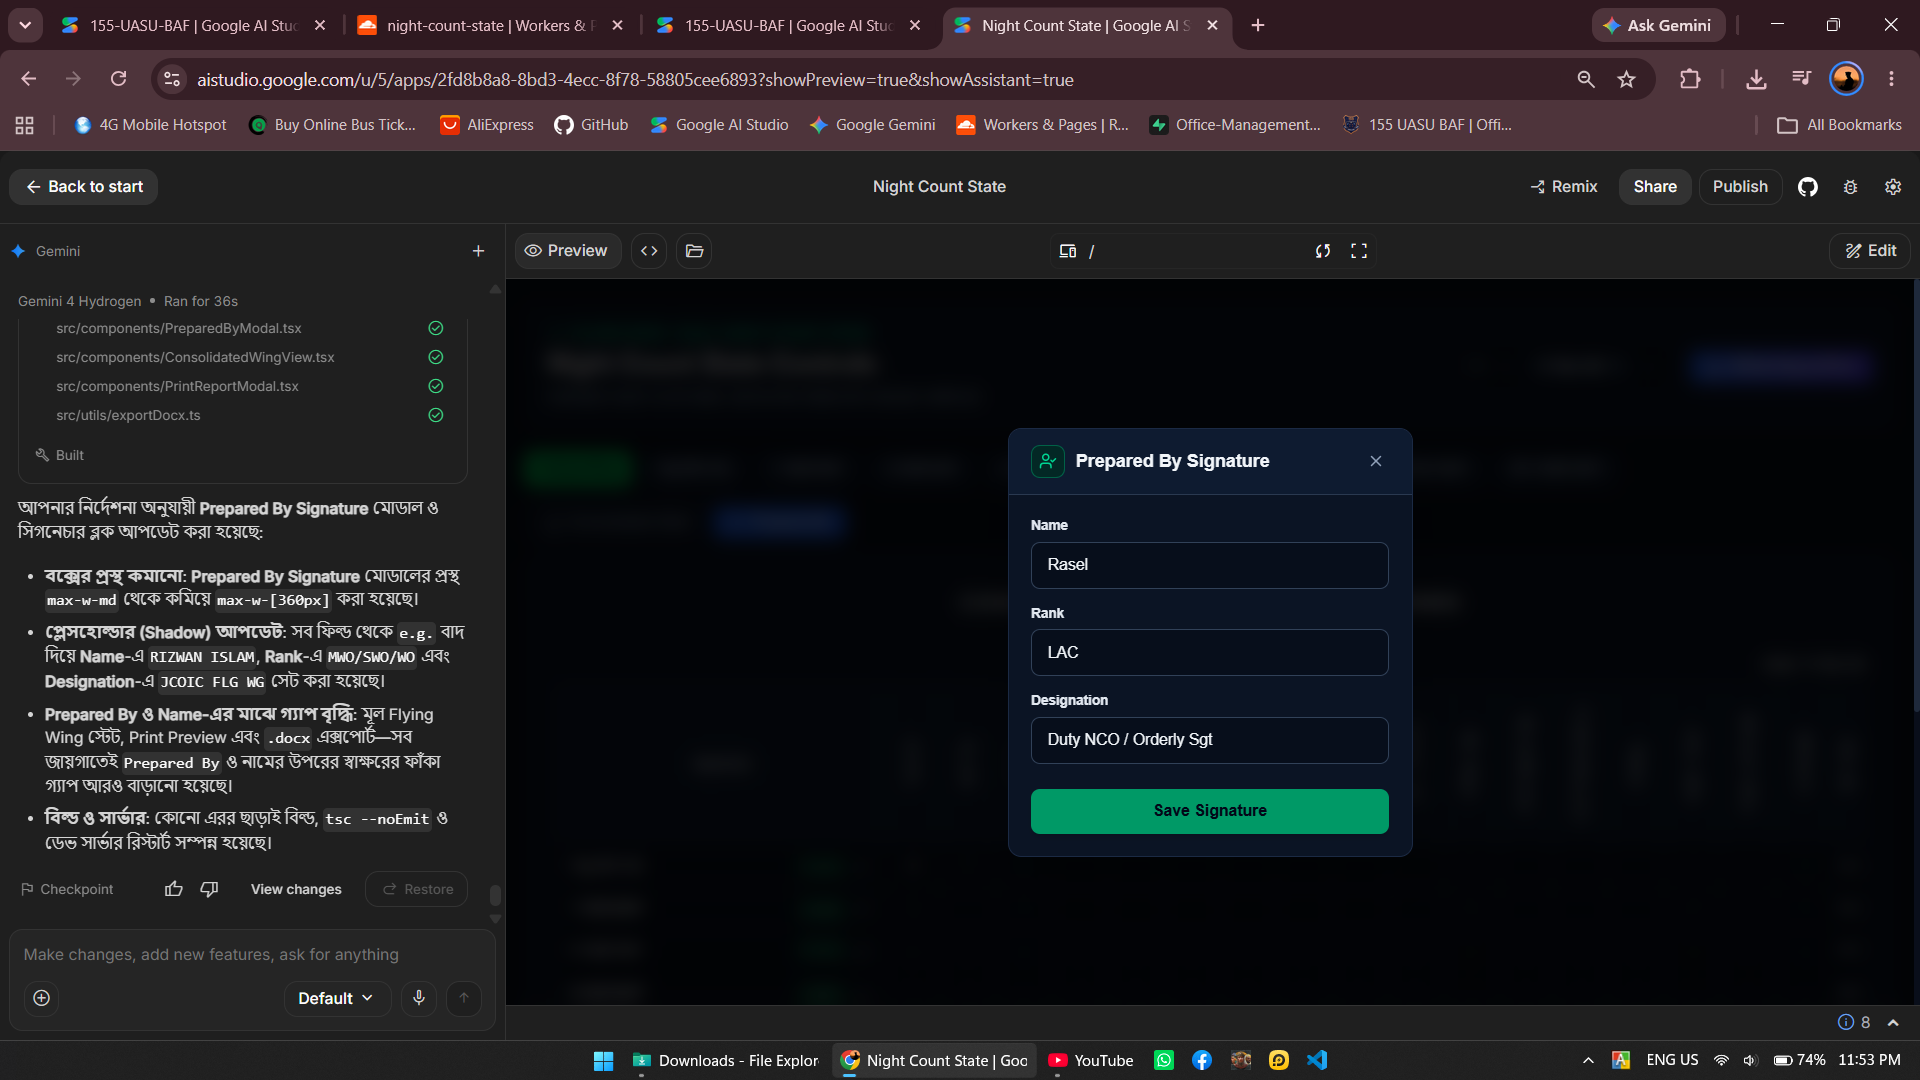 155-UASU-BAF | Google AI Stud
night-count-state | Workers & P
155-UASU-BAF | Google AI Stud
Night Count State | Google AI S
Ask Gemini
aistudio.google.com/u/5/apps/2fd8b8a8-8bd3-4ecc-8f78-58805cee6893?showPreview=true&showAssistant=true
4G Mobile Hotspot
Buy Online Bus Tick...
AliExpress
GitHub
Google AI Studio
Google Gemini
Workers & Pages | R...
Office-Management...
155 UASU BAF | Offi...
All Bookmarks
Back to start
Night Count State
Remix
Share
Publish
Gemini
Preview
/
Edit
Gemini 4 Hydrogen • Ran for 36s
src/components/PreparedByModal.tsx
src/components/ConsolidatedWingView.tsx
src/components/PrintReportModal.tsx
src/utils/exportDocx.ts
Built
আপনার নির্দেশনা অনুযায়ী Prepared By Signature মোডাল ও
সিগনেচার ব্লক আপডেট করা হয়েছে:
• বক্সের প্রস্থ কমানো: Prepared By Signature মোডালের প্রস্থ
max-w-md থেকে কমিয়ে max-w-[360px] করা হয়েছে।
• প্লেসহোল্ডার (Shadow) আপডেট: সব ফিল্ড থেকে e.g. বাদ
দিয়ে Name-এ RIZWAN ISLAM, Rank-এ MWO/SWO/WO এবং
Designation-এ JCOIC FLG WG সেট করা হয়েছে।
• Prepared By ও Name-এর মাঝে গ্যাপ বৃদ্ধি: মূল Flying
Wing স্টেট, Print Preview এবং .docx এক্সপোর্ট—সব
জায়গাতেই Prepared By ও নামের উপরের স্বাক্ষরের ফাঁকা
গ্যাপ আরও বাড়ানো হয়েছে।
• বিল্ড ও সার্ভার: কোনো এরর ছাড়াই বিল্ড, tsc --noEmit ও
ডেভ সার্ভার রিস্টার্ট সম্পন্ন হয়েছে।
Checkpoint
View changes
Restore
Make changes, add new features, ask for anything
Default
Prepared By Signature
Name
Rasel
Rank
LAC
Designation
Duty NCO / Orderly Sgt
Save Signature
8
Downloads - File Explor
Night Count State | Goo
YouTube
ENG US
74%
11:53 PM